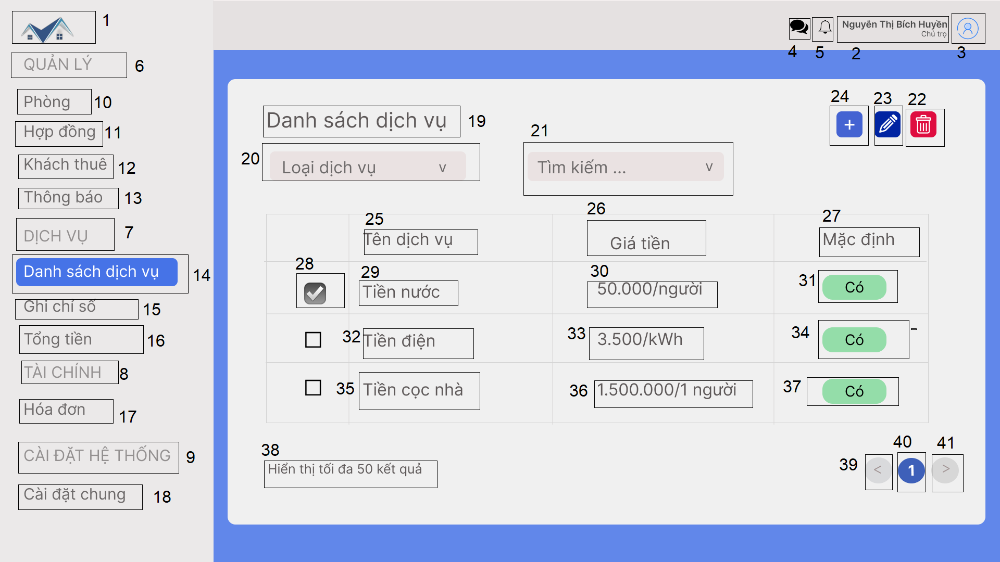 1
QUẢN LÝ
6
Phòng
10
Hợp đồng
11
Khách thuê
12
Thông báo
13
DỊCH VỤ
7
Danh sách dịch vụ
14
Ghi chỉ số
15
Tổng tiền
16
TÀI CHÍNH
8
Hóa đơn
17
CÀI ĐẶT HỆ THỐNG
9
Cài đặt chung
18
Nguyễn Thị Bích Huyền
Chủ trọ
4
5
2
3
24
23
22
+
Danh sách dịch vụ
19
21
20
Loại dịch vụ
v
Tìm kiếm ...
v
25
26
27
Tên dịch vụ
Giá tiền
Mặc định
28
29
30
31
Tiền nước
50.000/người
Có
32
Tiền điện
33
3.500/kWh
34
Có
35
Tiền cọc nhà
36
1.500.000/1 người
37
Có
38
Hiển thị tối đa 50 kết quả
39
40
41
<
1
>